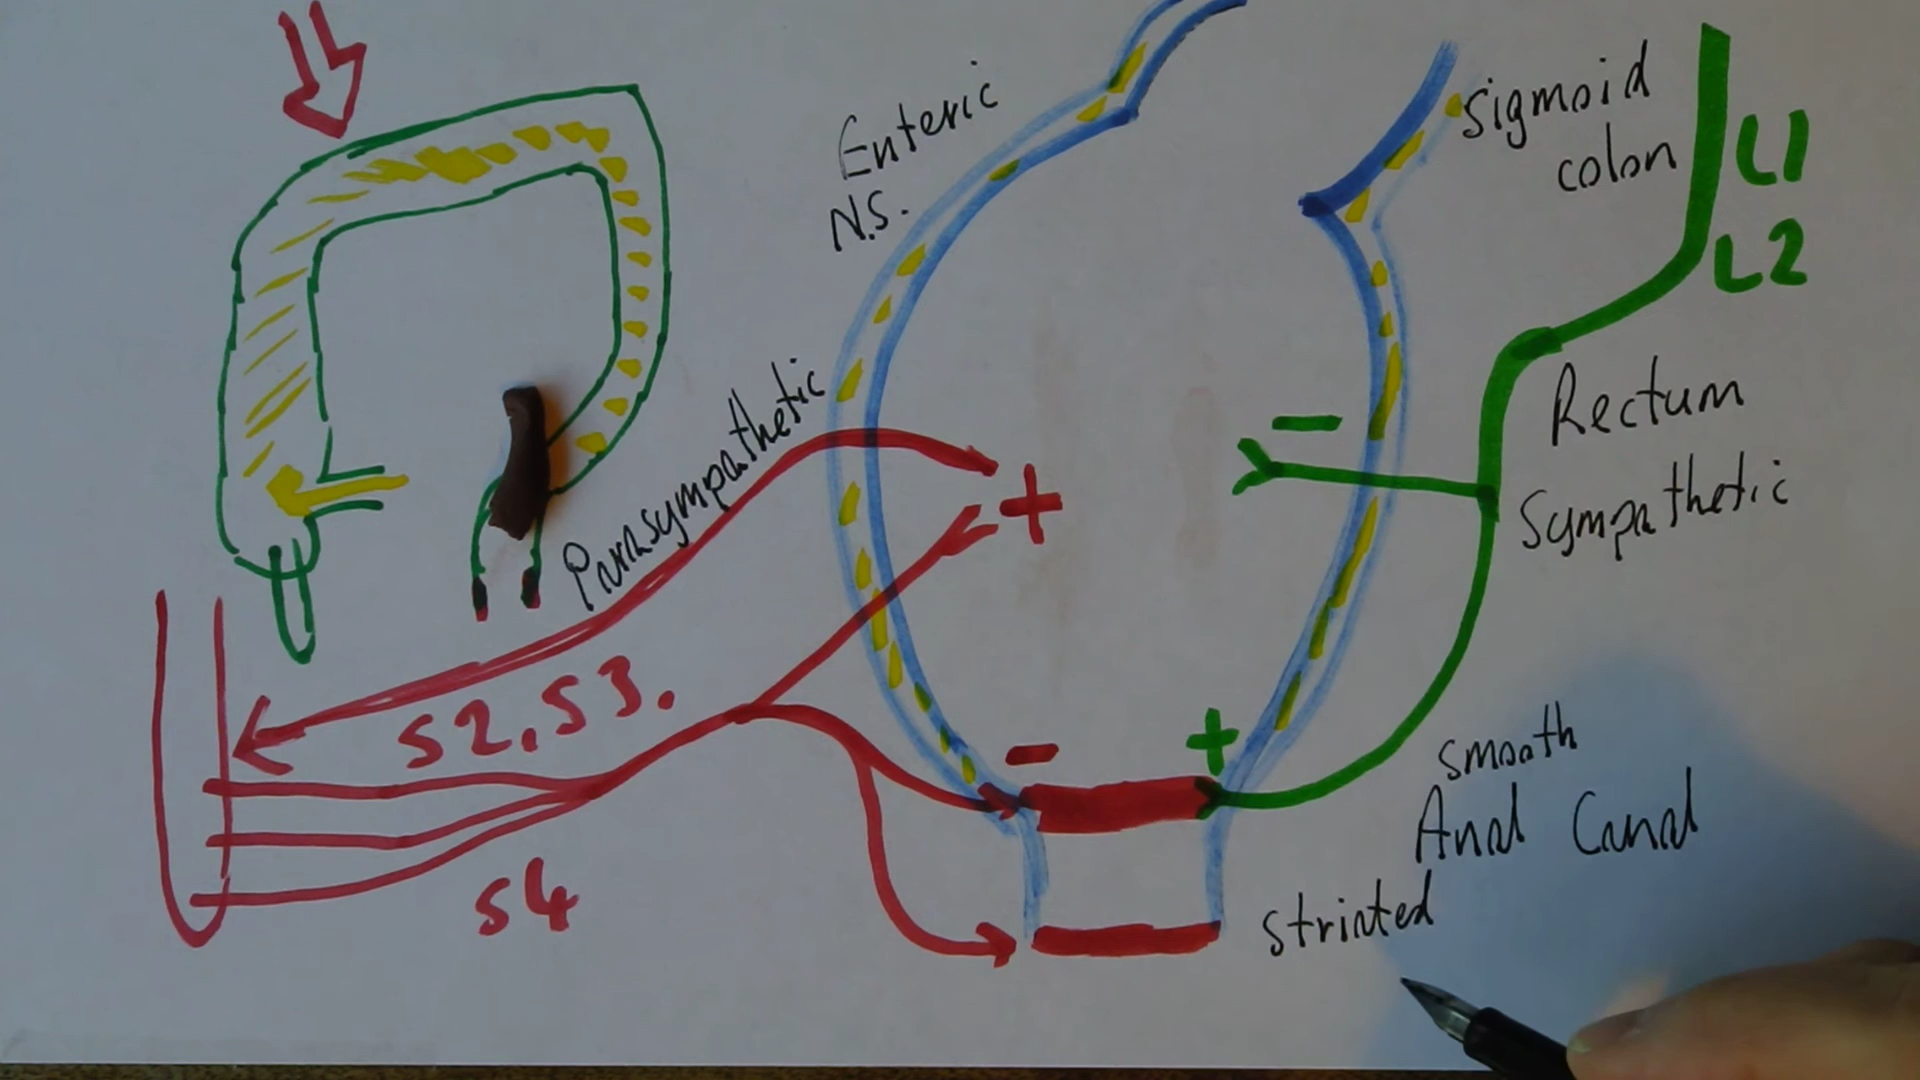 Enteric
N.S.
Sigmoid
colon
L1
L2
Parasympathetic
-
+
Rectum
Sympathetic
S2, S3.
-
+
smooth
Anal Canal
S4
striated